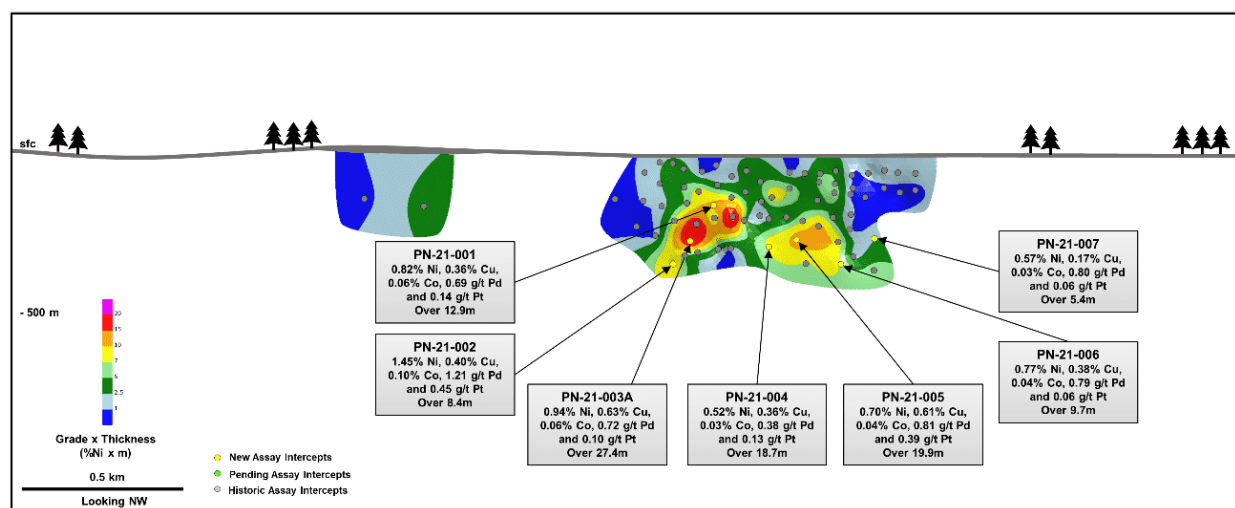 sfc
PN-21-001
0.82% Ni, 0.36% Cu,
0.06% Co, 0.69 g/t Pd
and 0.14 g/t Pt
Over 12.9m
PN-21-007
0.57% Ni, 0.17% Cu,
0.03% Co, 0.80 g/t Pd
and 0.06 g/t Pt
Over 5.4m
- 500 m
20
15
10
7
5
2.5
1
Grade x Thickness
(%Ni x m)
0.5 km
Looking NW
PN-21-002
1.45% Ni, 0.40% Cu,
0.10% Co, 1.21 g/t Pd
and 0.45 g/t Pt
Over 8.4m
PN-21-006
0.77% Ni, 0.38% Cu,
0.04% Co, 0.79 g/t Pd
and 0.06 g/t Pt
Over 9.7m
PN-21-003A
0.94% Ni, 0.63% Cu,
0.06% Co, 0.72 g/t Pd
and 0.10 g/t Pt
Over 27.4m
PN-21-004
0.52% Ni, 0.36% Cu,
0.03% Co, 0.38 g/t Pd
and 0.13 g/t Pt
Over 18.7m
PN-21-005
0.70% Ni, 0.61% Cu,
0.04% Co, 0.81 g/t Pd
and 0.39 g/t Pt
Over 19.9m
New Assay Intercepts
Pending Assay Intercepts
Historic Assay Intercepts